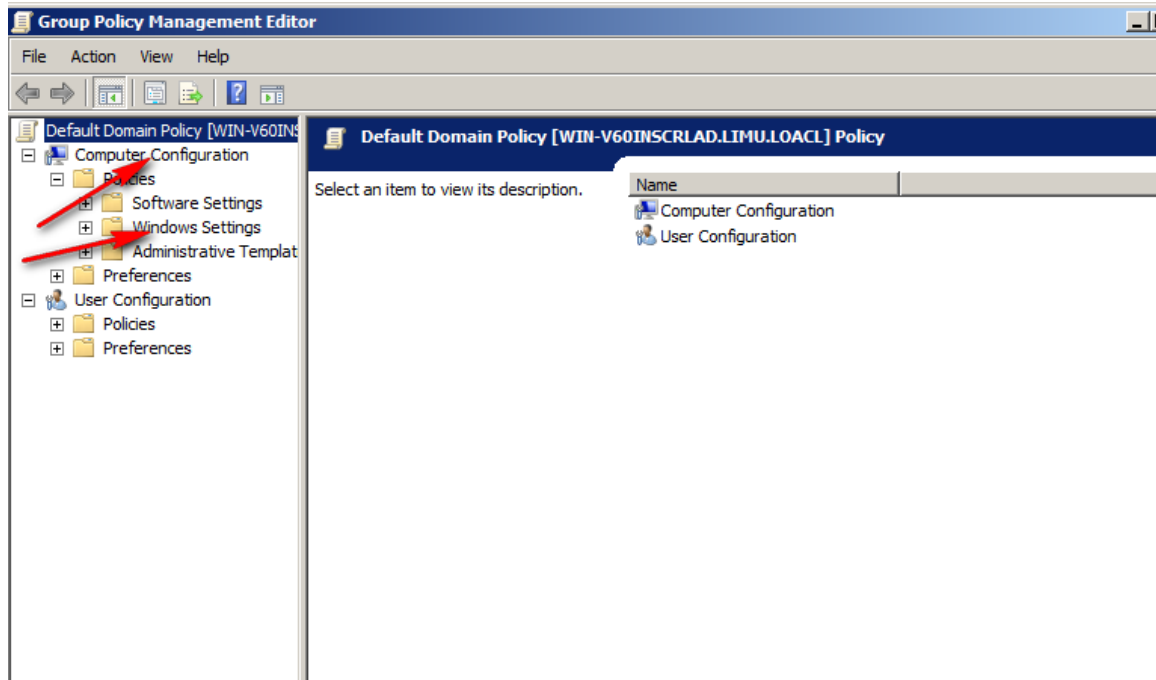 Group Policy Management Editor
File Action View Help
Default Domain Policy [WIN-V60INS
Computer Configuration
Policies
Software Settings
Windows Settings
Administrative Templat
Preferences
User Configuration
Policies
Preferences
Default Domain Policy [WIN-V60INSCRLAD.LIMU.LOACL] Policy
Select an item to view its description.
Name
Computer Configuration
User Configuration